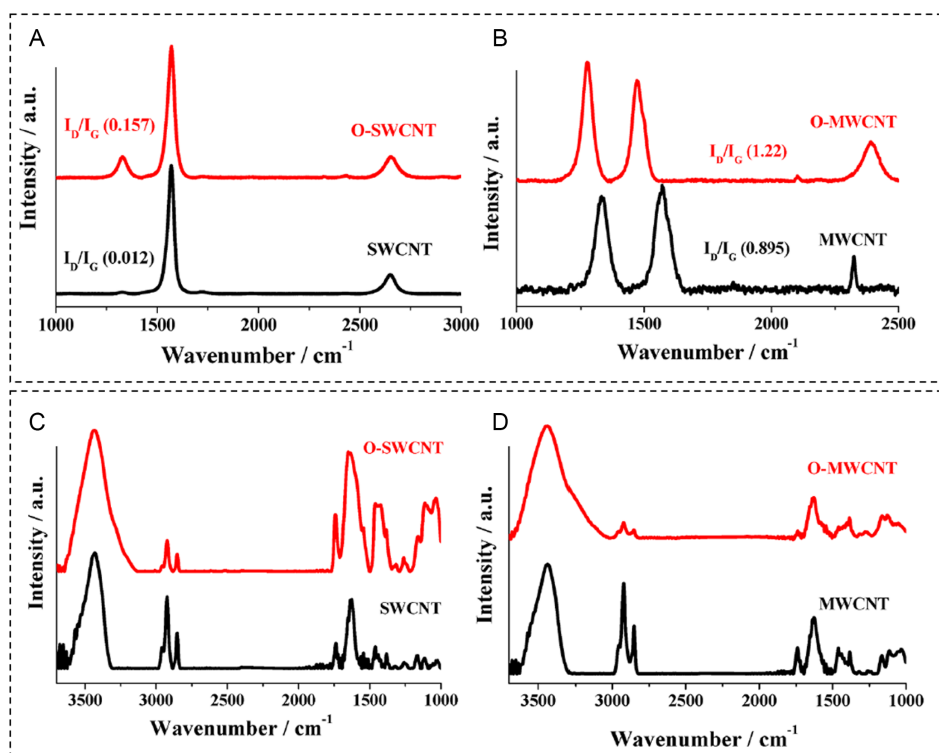 A
Intensity / a.u.
I_D/I_G (0.157)
O-SWCNT
I_D/I_G (0.012)
SWCNT
1000 1500 2000 2500 3000
Wavenumber / cm⁻¹
B
Intensity / a.u.
O-MWCNT
I_D/I_G (1.22)
I_D/I_G (0.895)
MWCNT
1000 1500 2000 2500
Wavenumber / cm⁻¹
C
Intensity / a.u.
O-SWCNT
SWCNT
3500 3000 2500 2000 1500 1000
Wavenumber / cm⁻¹
D
Intensity / a.u.
O-MWCNT
MWCNT
3500 3000 2500 2000 1500 1000
Wavenumber / cm⁻¹